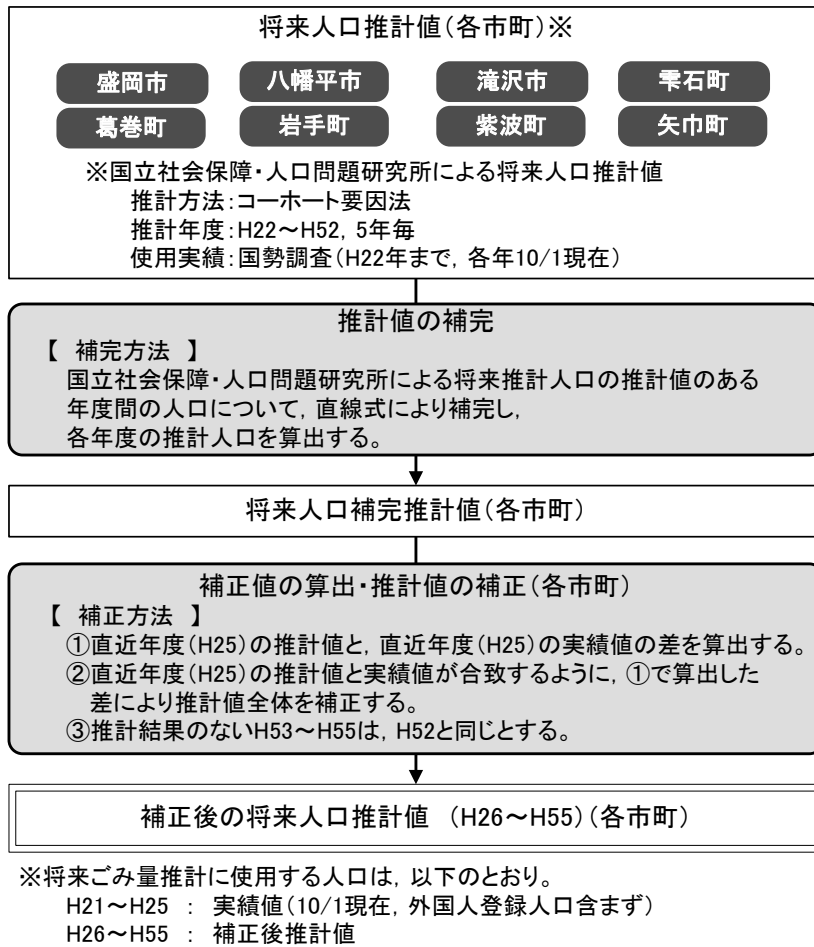 将来人口推計値(各市町)※
盛岡市 八幡平市 滝沢市 雫石町
葛巻町 岩手町 紫波町 矢巾町
※国立社会保障・人口問題研究所による将来人口推計値
推計方法:コーホート要因法
推計年度:H22~H52, 5年毎
使用実績:国勢調査(H22年まで, 各年10/1現在)
推計値の補完
【 補完方法 】
国立社会保障・人口問題研究所による将来推計人口の推計値のある
年度間の人口について, 直線式により補完し,
各年度の推計人口を算出する。
将来人口補完推計値(各市町)
補正値の算出・推計値の補正(各市町)
【 補正方法 】
①直近年度(H25)の推計値と, 直近年度(H25)の実績値の差を算出する。
②直近年度(H25)の推計値と実績値が合致するように, ①で算出した
差により推計値全体を補正する。
③推計結果のないH53~H55は, H52と同じとする。
補正後の将来人口推計値 (H26~H55)(各市町)
※将来ごみ量推計に使用する人口は, 以下のとおり。
H21~H25 : 実績値(10/1現在, 外国人登録人口含まず)
H26~H55 : 補正後推計値